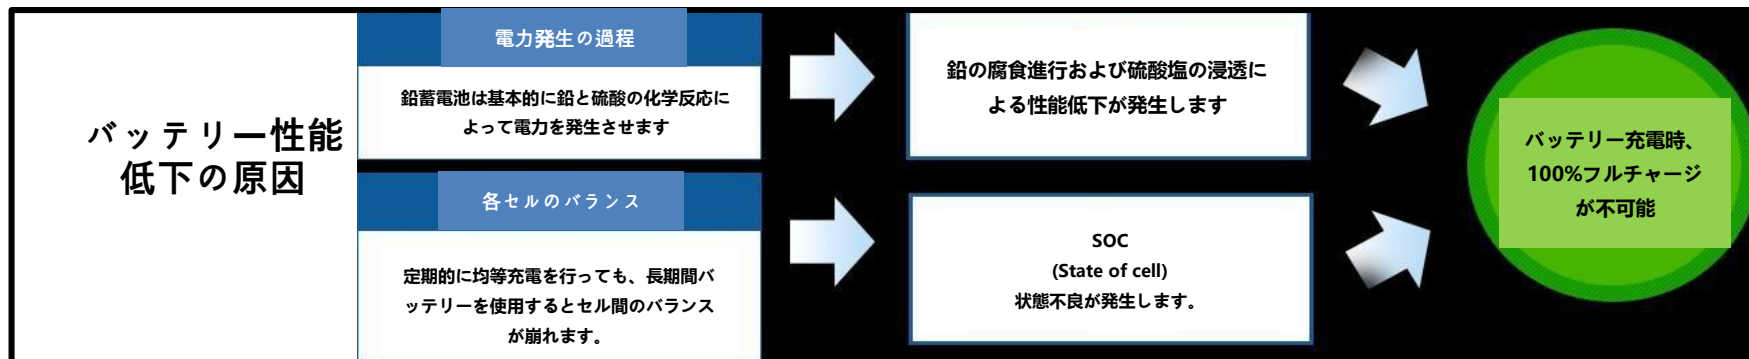 バッテリー性能
低下の原因
電力発生の過程
鉛蓄電池は基本的に鉛と硫酸の化学反応に
よって電力を発生させます
鉛の腐食進行および硫酸塩の浸透に
よる性能低下が発生します
各セルのバランス
定期的に均等充電を行っても、長期間バ
ッテリーを使用するとセル間のバランス
が崩れます。
SOC
(State of cell)
状態不良が発生します。
バッテリー充電時、
100%フルチャージ
が不可能